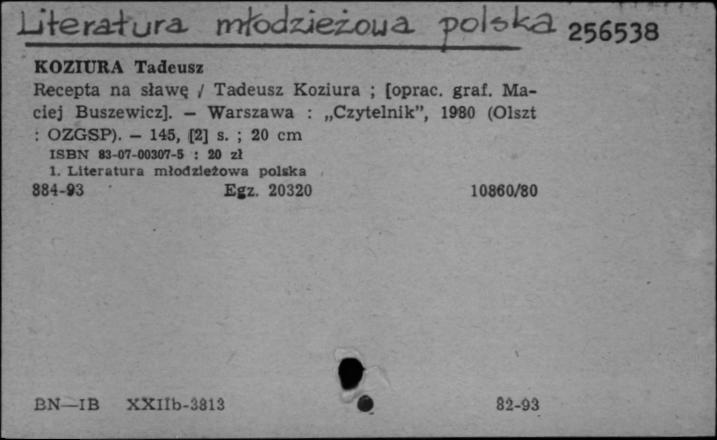 Literatura młodzieżowa polska 256538
KOZIURA Tadeusz
Recepta na sławę / Tadeusz Koziura ; [oprac. graf. Ma-
ciej Buszewicz]. — Warszawa : „Czytelnik”, 1980 (Olszt
: OZGSP). — 145, [2] s. ; 20 cm
ISBN 83-07-00307-5 : 20 zł
1. Literatura młodzieżowa polska
884-93 Egz. 20320 10860/80
BN—IB XXIIb-3813 82-93